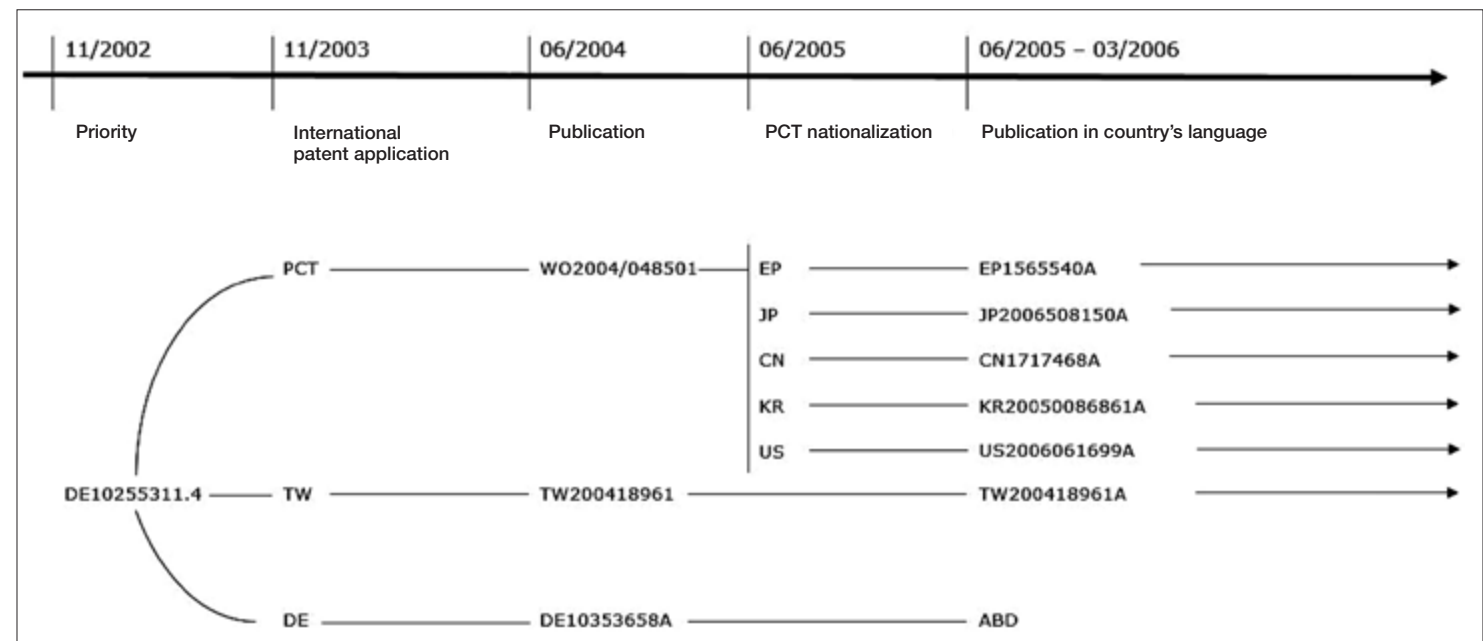 11/2002 11/2003 06/2004 06/2005 06/2005 – 03/2006
Priority International Publication PCT nationalization Publication in country's language
patent application
PCT WO2004/048501 EP EP1565540A
JP JP2006508150A
CN CN1717468A
KR KR20050086861A
US US2006061699A
DE10255311.4 TW TW200418961 TW200418961A
DE DE10353658A ABD